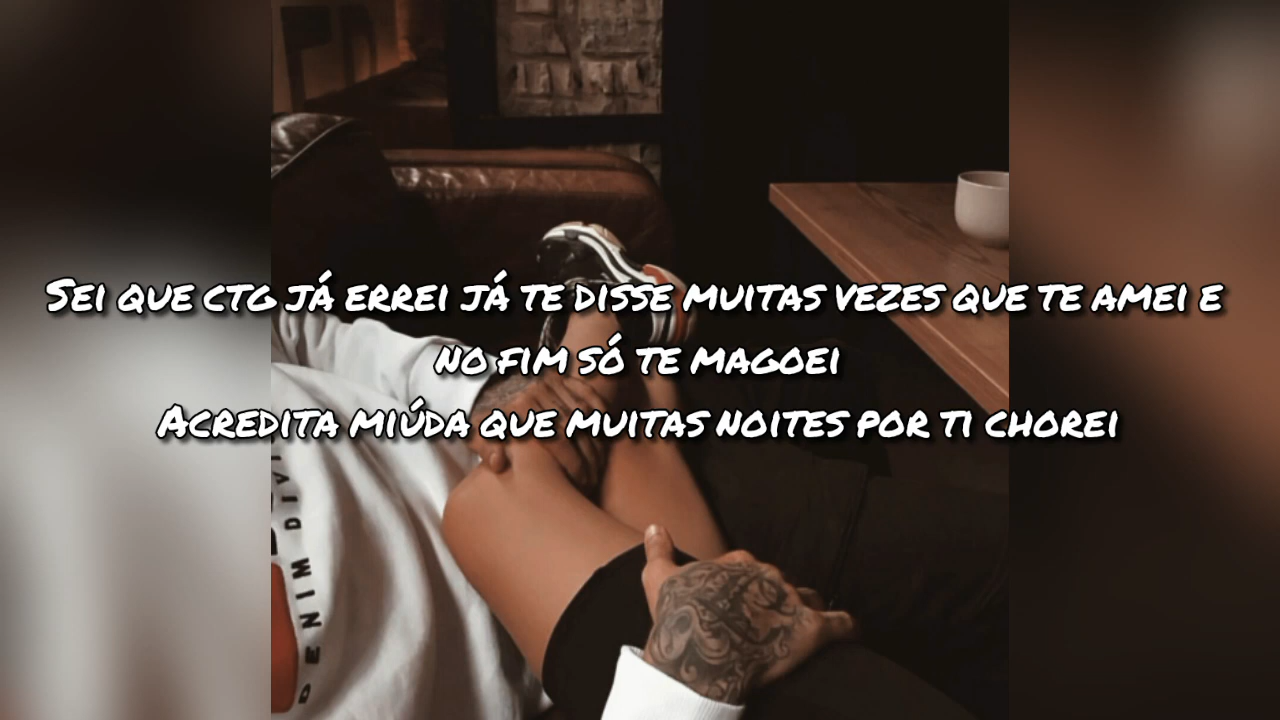 Sei que ctg já errei já te disse muitas vezes que te amei e
no fim só te magoei
Acredita miúda que muitas noites por ti chorei
DENIM DIVI